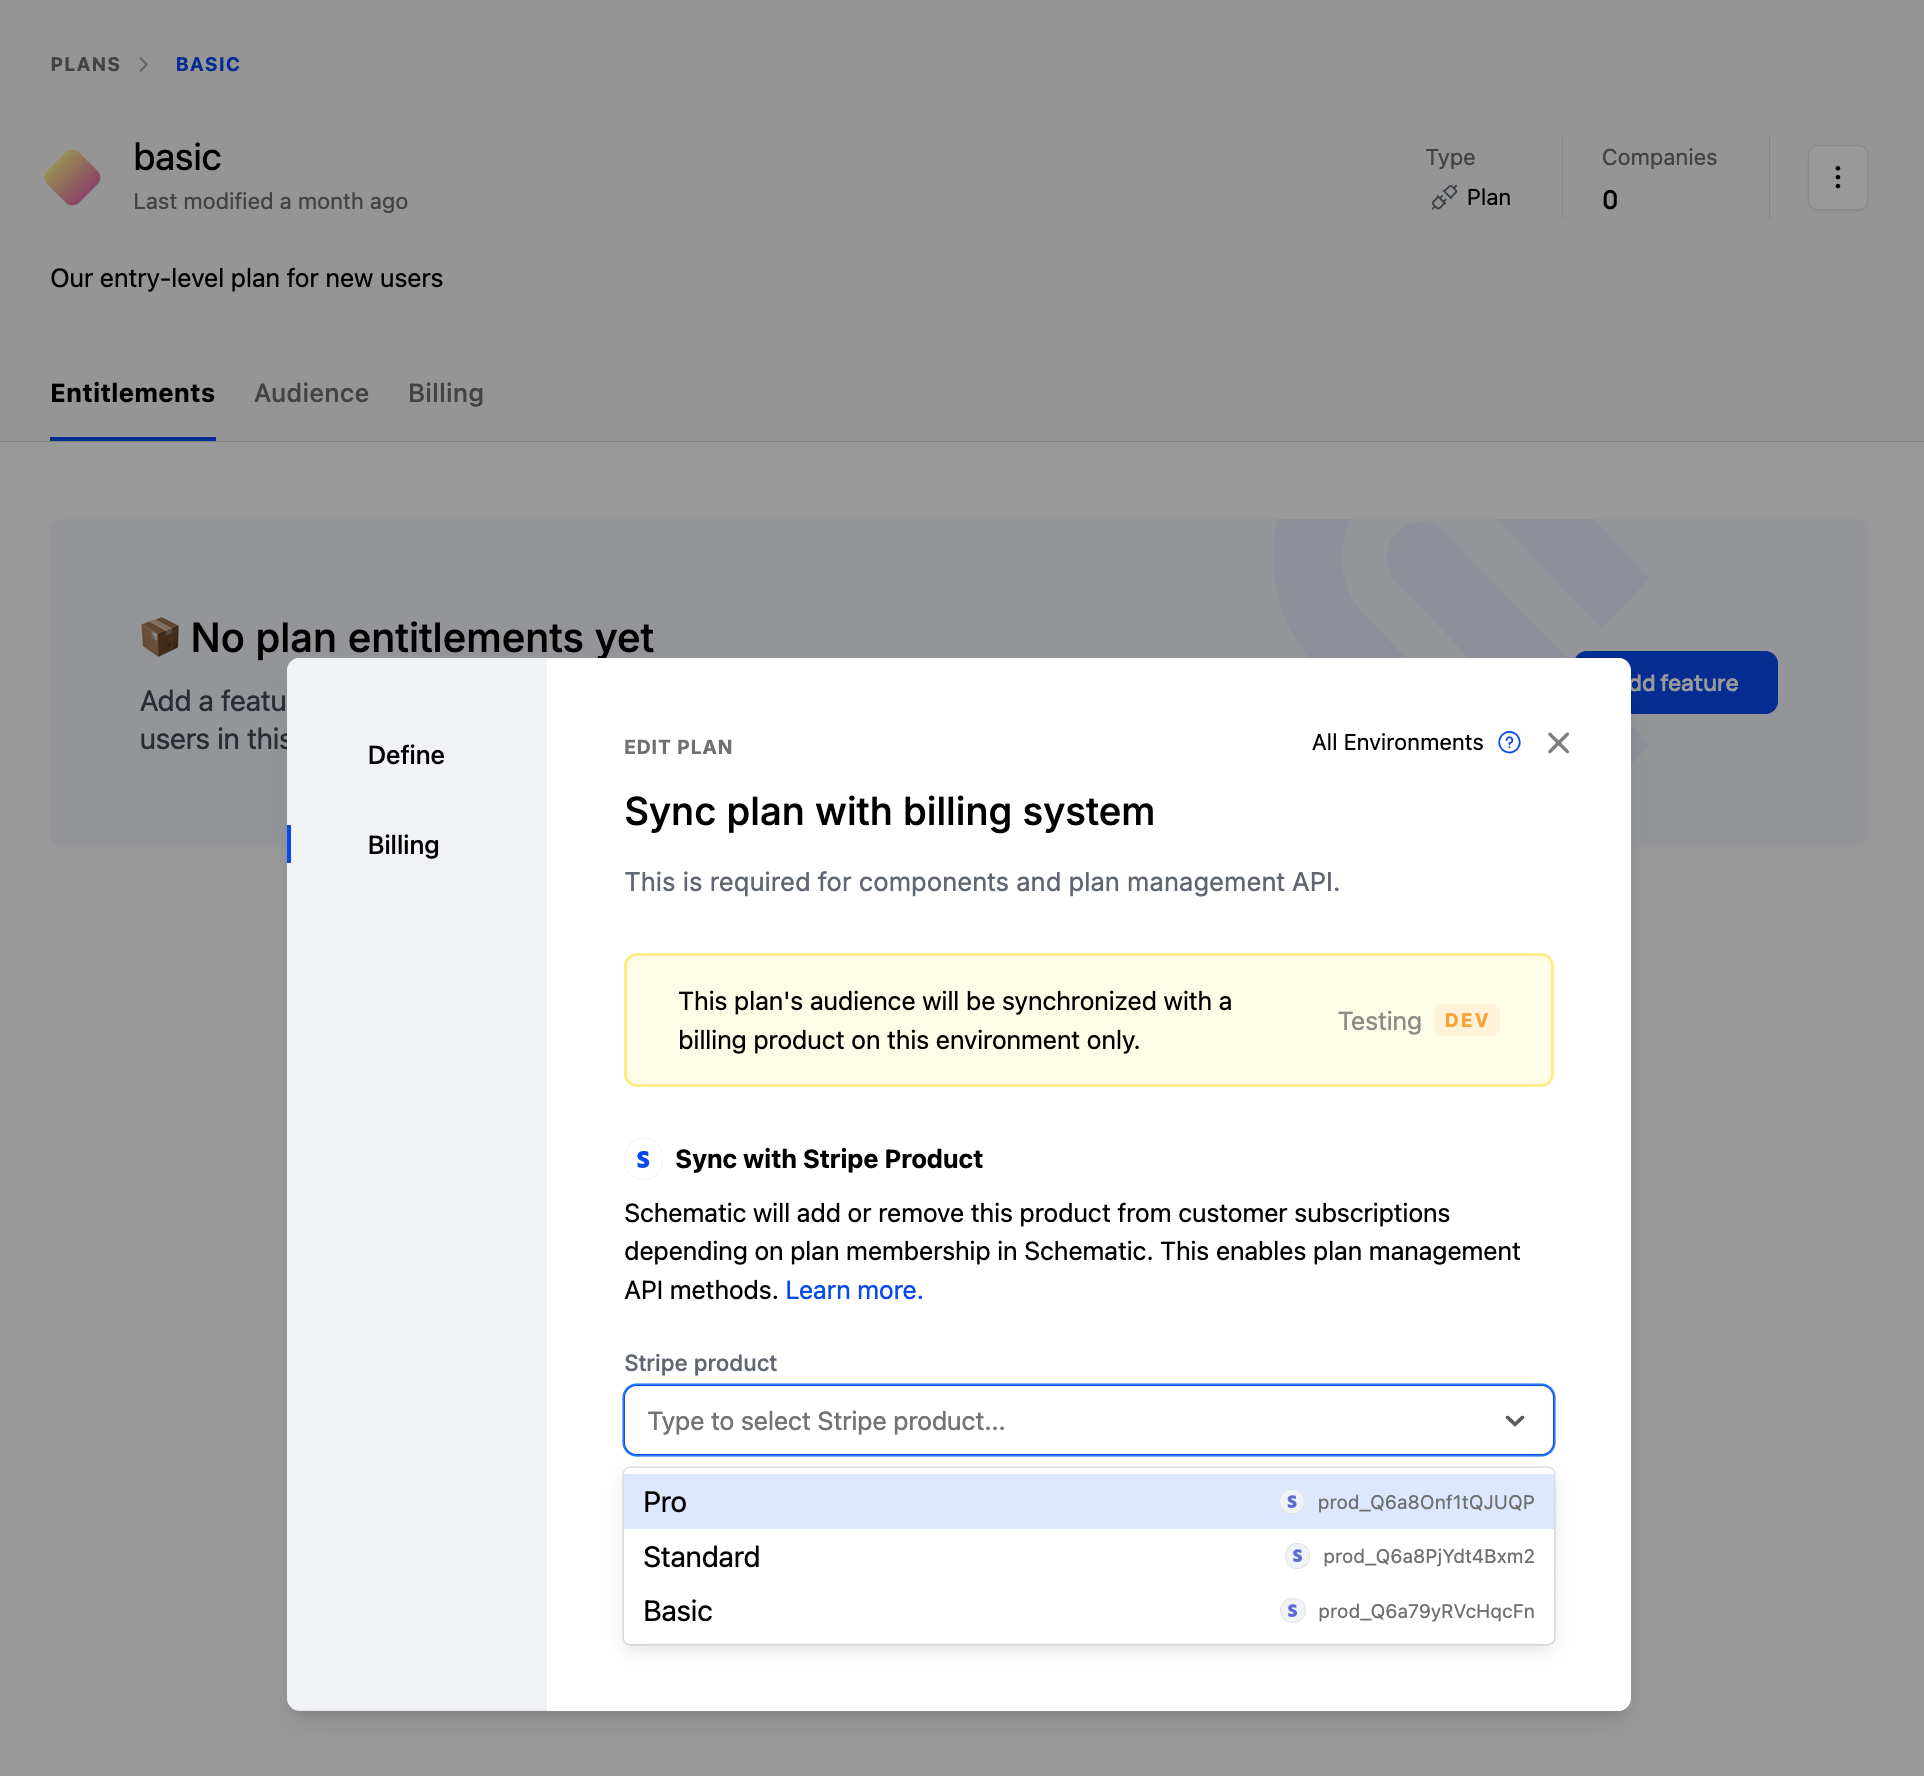 PLANS > BASIC
basic
Last modified a month ago
Type
Plan
Companies
0
Our entry-level plan for new users
Entitlements Audience Billing
No plan entitlements yet
Add a featu
users in this
dd feature
Define
Billing
EDIT PLAN
All Environments ?
Sync plan with billing system
This is required for components and plan management API.
This plan's audience will be synchronized with a
billing product on this environment only.
Testing DEV
S Sync with Stripe Product
Schematic will add or remove this product from customer subscriptions
depending on plan membership in Schematic. This enables plan management
API methods. Learn more.
Stripe product
Type to select Stripe product...
Pro S prod_Q6a8Onf1tQJUQP
Standard S prod_Q6a8PjYdt4Bxm2
Basic S prod_Q6a79yRVcHqcFn